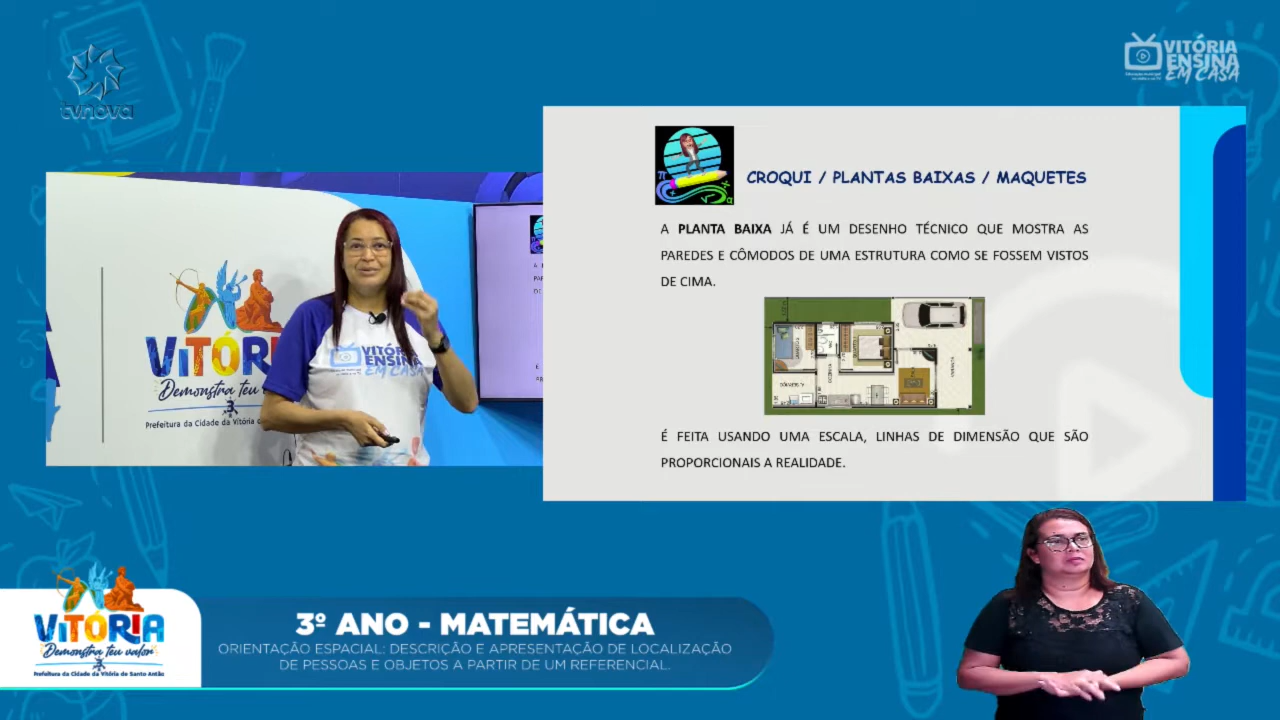 tvnova
VITÓRIA
ENSINA
EM CASA
CROQUI / PLANTAS BAIXAS / MAQUETES
A PLANTA BAIXA JÁ É UM DESENHO TÉCNICO QUE MOSTRA AS
PAREDES E CÔMODOS DE UMA ESTRUTURA COMO SE FOSSEM VISTOS
DE CIMA.
É FEITA USANDO UMA ESCALA, LINHAS DE DIMENSÃO QUE SÃO
PROPORCIONAIS A REALIDADE.
VITÓRI
Demonstra teu
Prefeitura da Cidade da Vitória de
VITÓRIA
ENSINA
EM CASA
VITÓRIA
Demonstra teu valor
Prefeitura da Cidade da Vitória de Santo Antão
3º ANO - MATEMÁTICA
ORIENTAÇÃO ESPACIAL: DESCRIÇÃO E APRESENTAÇÃO DE LOCALIZAÇÃO
DE PESSOAS E OBJETOS A PARTIR DE UM REFERENCIAL.